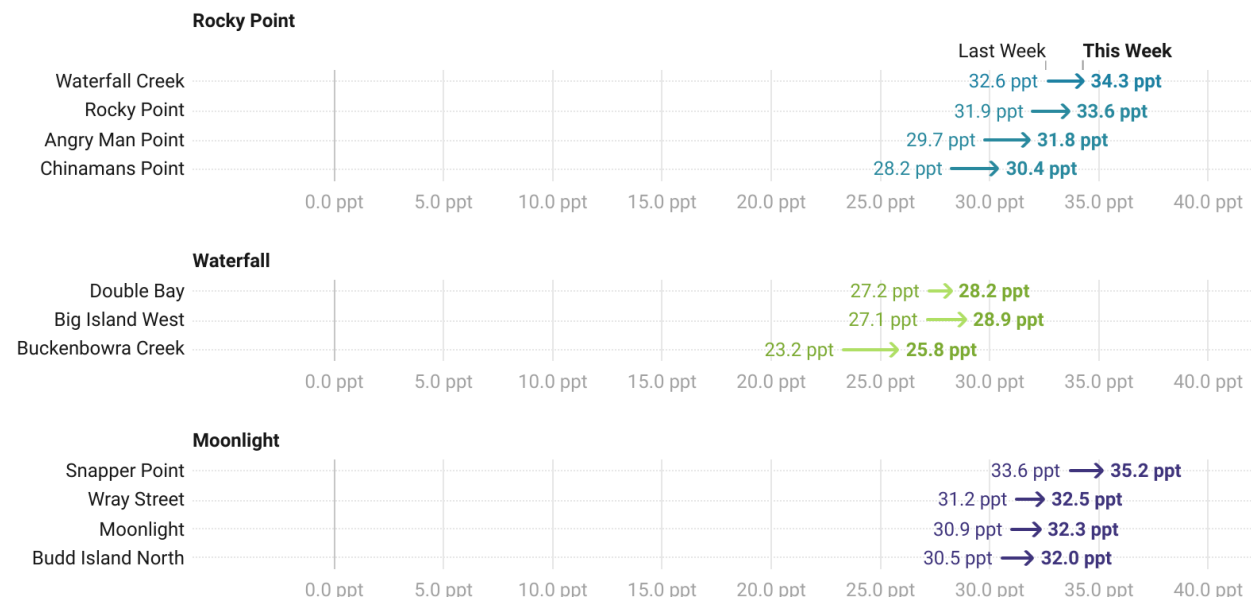 Rocky Point
Last Week This Week
Waterfall Creek 32.6 ppt 34.3 ppt
Rocky Point 31.9 ppt 33.6 ppt
Angry Man Point 29.7 ppt 31.8 ppt
Chinamans Point 28.2 ppt 30.4 ppt
0.0 ppt 5.0 ppt 10.0 ppt 15.0 ppt 20.0 ppt 25.0 ppt 30.0 ppt 35.0 ppt 40.0 ppt
Waterfall
Double Bay 27.2 ppt 28.2 ppt
Big Island West 27.1 ppt 28.9 ppt
Buckenbowra Creek 23.2 ppt 25.8 ppt
0.0 ppt 5.0 ppt 10.0 ppt 15.0 ppt 20.0 ppt 25.0 ppt 30.0 ppt 35.0 ppt 40.0 ppt
Moonlight
Snapper Point 33.6 ppt 35.2 ppt
Wray Street 31.2 ppt 32.5 ppt
Moonlight 30.9 ppt 32.3 ppt
Budd Island North 30.5 ppt 32.0 ppt
0.0 ppt 5.0 ppt 10.0 ppt 15.0 ppt 20.0 ppt 25.0 ppt 30.0 ppt 35.0 ppt 40.0 ppt